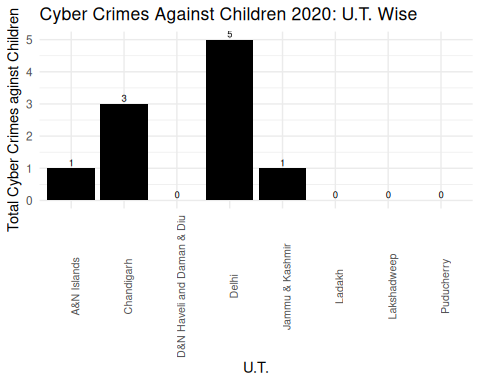 Cyber Crimes Against Children 2020: U.T. Wise
Total Cyber Crimes aginst Children
5
4
3
2
1
0
1
3
0
5
1
0
0
0
A&N Islands
Chandigarh
D&N Haveli and Daman & Diu
Delhi
Jammu & Kashmir
Ladakh
Lakshadweep
Puducherry
U.T.